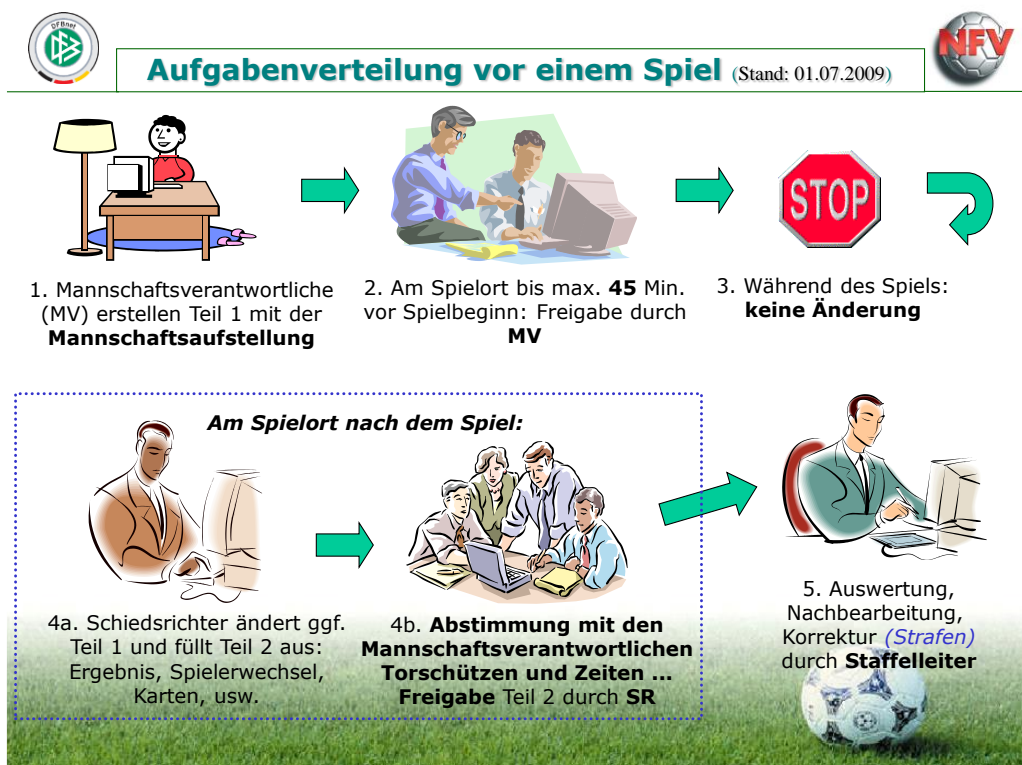 DFBnet
NFV
Aufgabenverteilung vor einem Spiel (Stand: 01.07.2009)
STOP
1. Mannschaftsverantwortliche
(MV) erstellen Teil 1 mit der
Mannschaftsaufstellung
2. Am Spielort bis max. 45 Min.
vor Spielbeginn: Freigabe durch
MV
3. Während des Spiels:
keine Änderung
Am Spielort nach dem Spiel:
4a. Schiedsrichter ändert ggf.
Teil 1 und füllt Teil 2 aus:
Ergebnis, Spielerwechsel,
Karten, usw.
4b. Abstimmung mit den
Mannschaftsverantwortlichen
Torschützen und Zeiten ...
Freigabe Teil 2 durch SR
5. Auswertung,
Nachbearbeitung,
Korrektur (Strafen)
durch Staffelleiter